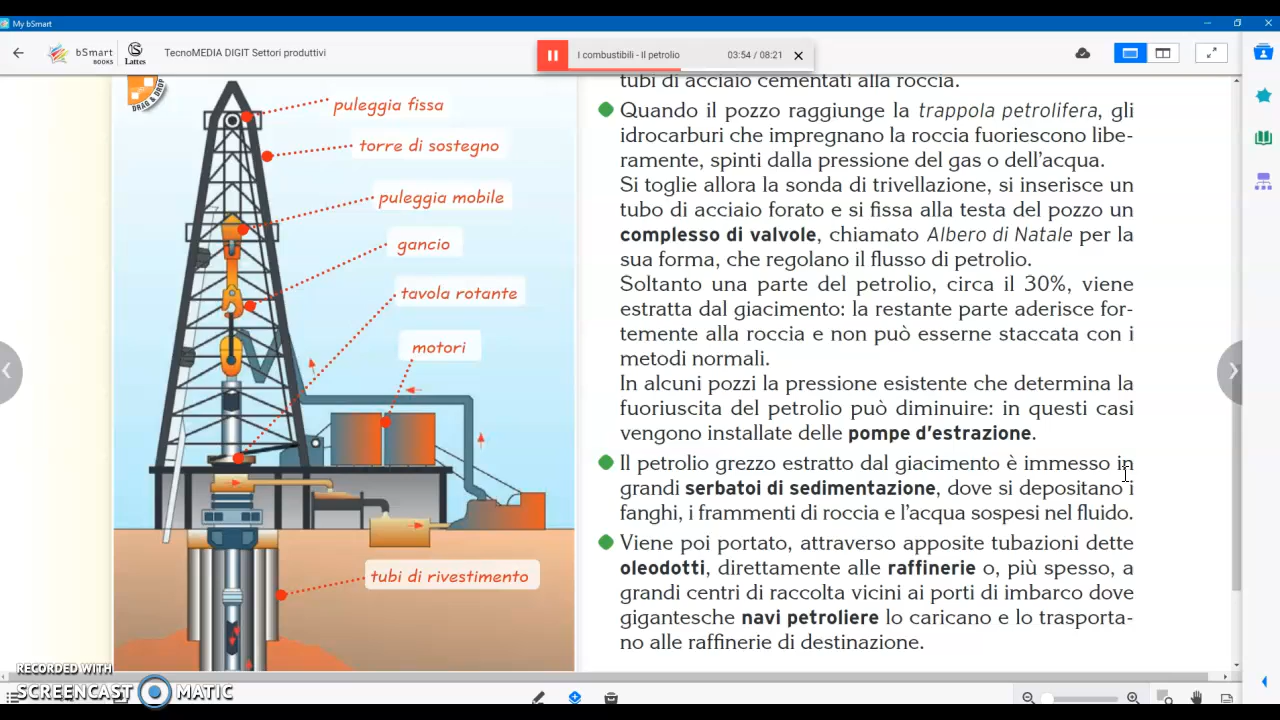 My bSmart
bSmart BOOKS Lattes TecnoMEDIA DIGIT Settori produttivi
I combustibili - Il petrolio 03:54 / 08:21
DRAG & DROP
puleggia fissa
torre di sostegno
puleggia mobile
gancio
tavola rotante
motori
tubi di rivestimento
tubi di acciaio cementati alla roccia.
Quando il pozzo raggiunge la trappola petrolifera, gli
idrocarburi che impregnano la roccia fuoriescono libe-
ramente, spinti dalla pressione del gas o dell'acqua.
Si toglie allora la sonda di trivellazione, si inserisce un
tubo di acciaio forato e si fissa alla testa del pozzo un
complesso di valvole, chiamato Albero di Natale per la
sua forma, che regolano il flusso di petrolio.
Soltanto una parte del petrolio, circa il 30%, viene
estratta dal giacimento: la restante parte aderisce for-
temente alla roccia e non può esserne staccata con i
metodi normali.
In alcuni pozzi la pressione esistente che determina la
fuoriuscita del petrolio può diminuire: in questi casi
vengono installate delle pompe d'estrazione.
Il petrolio grezzo estratto dal giacimento è immesso in
grandi serbatoi di sedimentazione, dove si depositano i
fanghi, i frammenti di roccia e l'acqua sospesi nel fluido.
Viene poi portato, attraverso apposite tubazioni dette
oleodotti, direttamente alle raffinerie o, più spesso, a
grandi centri di raccolta vicini ai porti di imbarco dove
gigantesche navi petroliere lo caricano e lo trasporta-
no alle raffinerie di destinazione.
RECORDED WITH
SCREENCAST MATIC